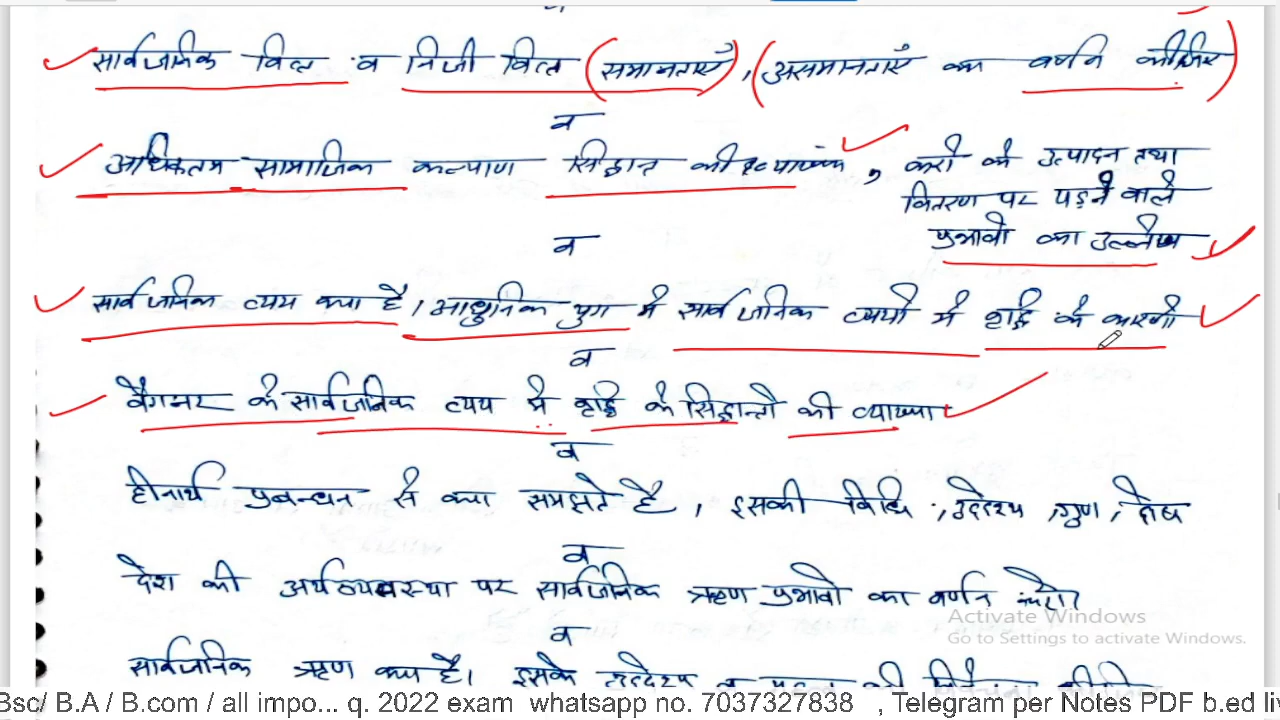 सार्वजनिक वित्त व निजी वित्त (समानताएँ), (असमानताएँ का वर्णन कीजिए)
व
अधिकतम सामाजिक कल्याण सिद्धान्त की व्याख्या, करों के उत्पादन तथा
वितरण पर पड़ने वाले
प्रभावों का उल्लेख
व
सार्वजनिक व्यय क्या है। आधुनिक युग में सार्वजनिक व्ययों में वृद्धि के कारणों
व
वैगनर के सार्वजनिक व्यय में वृद्धि के सिद्धान्तों की व्याख्या
व
हीनार्थ प्रबन्धन से क्या समझते है, इसकी विधि, उद्देश्य, गुण, दोष
व
देश की अर्थव्यवस्था पर सार्वजनिक ऋण प्रभावों का वर्णन करो।
व
सार्वजनिक ऋण क्या है। इसके उद्देश्य व की
Activate Windows
Go to Settings to activate Windows.
Bsc/ B.A / B.com / all impo... q. 2022 exam whatsapp no. 7037327838 , Telegram per Notes PDF b.ed liv